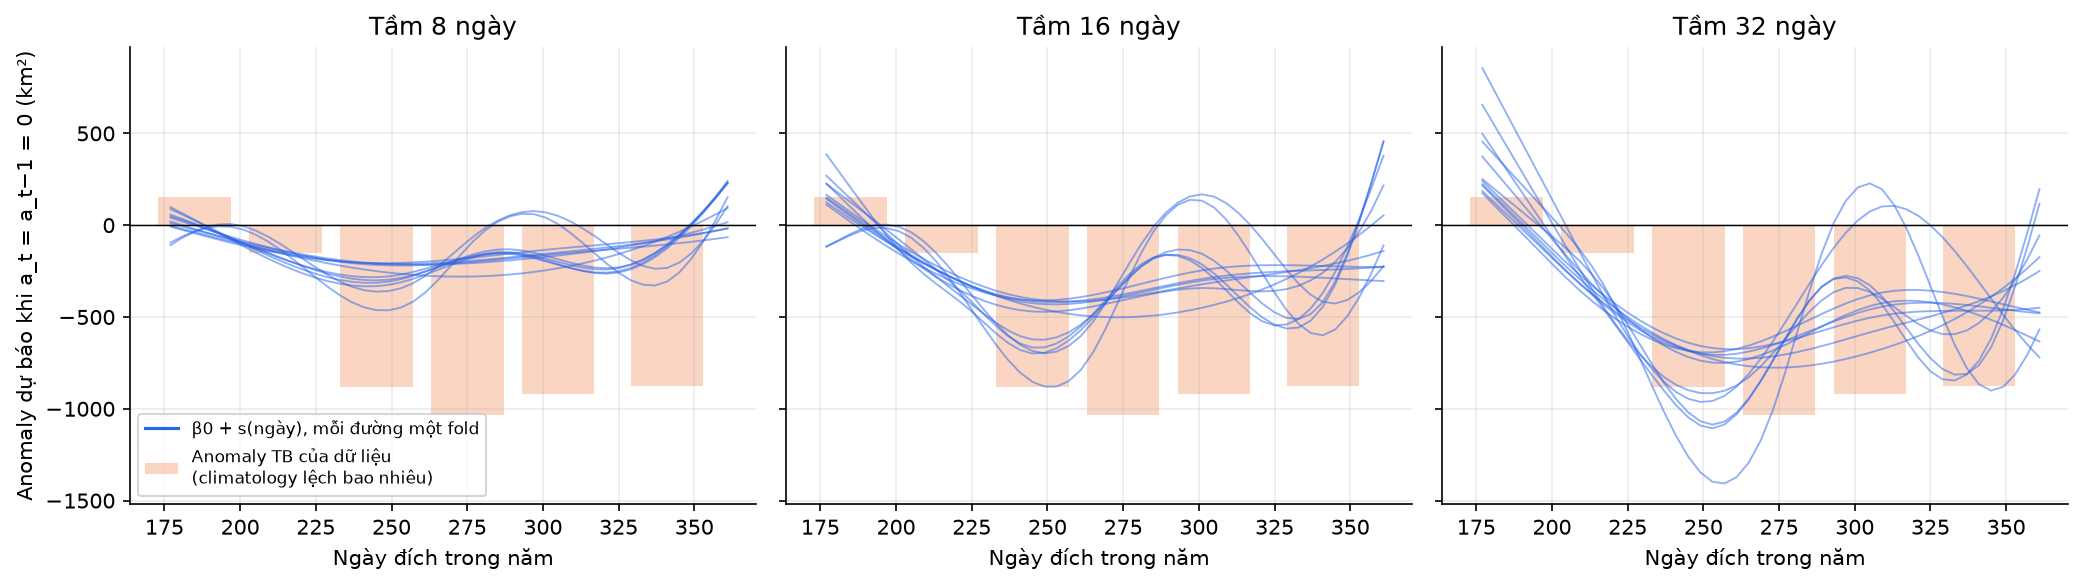 Tầm 8 ngày
Tầm 16 ngày
Tầm 32 ngày
Anomaly dự báo khi a_t = a_t−1 = 0 (km²)
500
0
−500
−1000
−1500
β0 + s(ngày), mỗi đường một fold
Anomaly TB của dữ liệu
(climatology lệch bao nhiêu)
175 200 225 250 275 300 325 350
175 200 225 250 275 300 325 350
175 200 225 250 275 300 325 350
Ngày đích trong năm
Ngày đích trong năm
Ngày đích trong năm